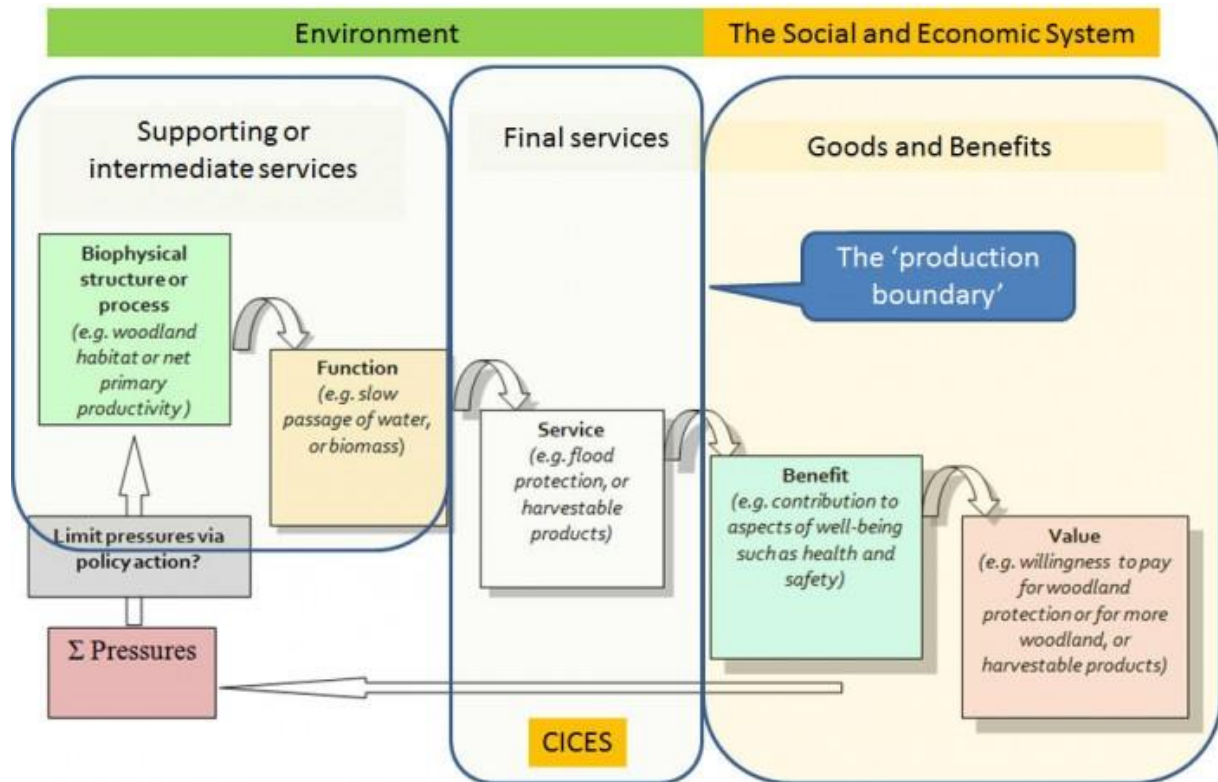 Environment
The Social and Economic System
Supporting or
intermediate services
Final services
Goods and Benefits
Biophysical
structure or
process
(e.g. woodland
habitat or net
primary
productivity )
The ‘production
boundary’
Function
(e.g. slow
passage of water,
or biomass)
Service
(e.g. flood
protection, or
harvestable
products)
Benefit
(e.g. contribution to
aspects of well-being
such as health and
safety)
Value
(e.g. willingness to pay
for woodland
protection or for more
woodland, or
harvestable products)
Limit pressures via
policy action?
Σ Pressures
CICES